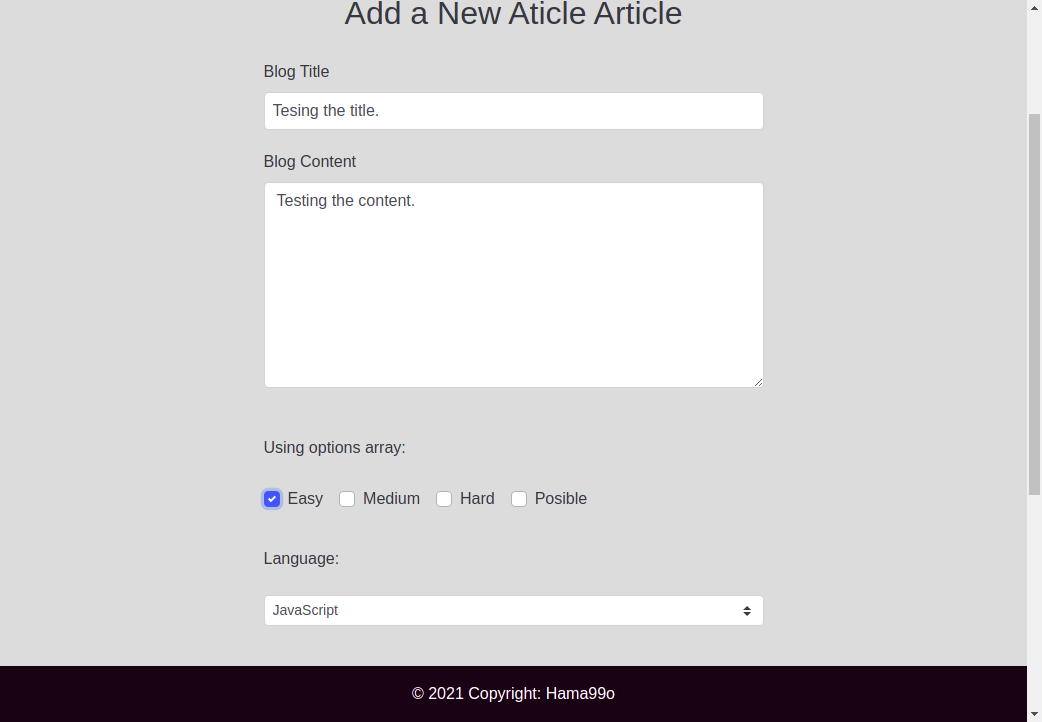 Add a New Aticle Article
Blog Title
Tesing the title.
Blog Content
Testing the content.
Using options array:
Easy Medium Hard Posible
Language:
JavaScript
© 2021 Copyright: Hama99o